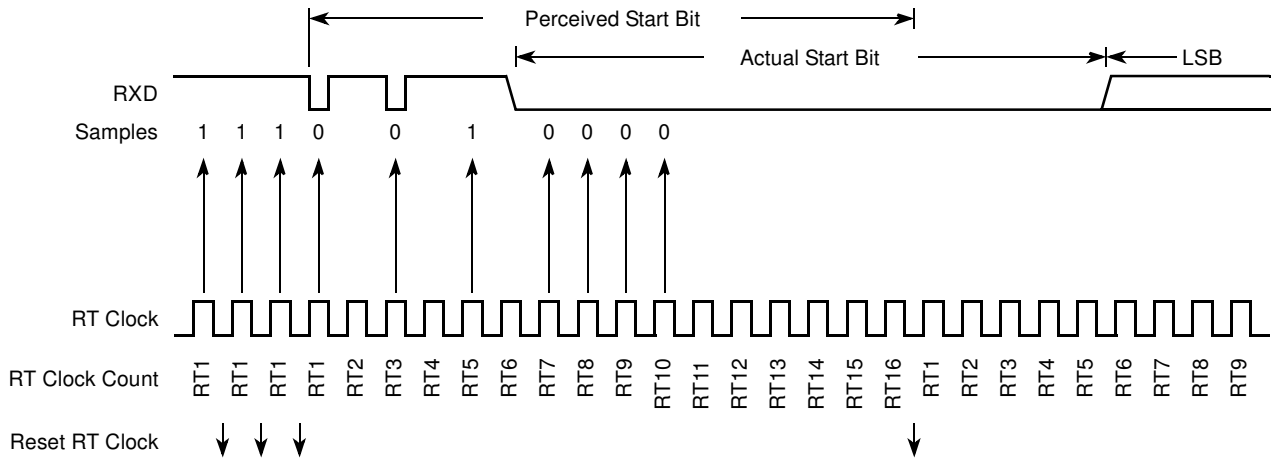 Perceived Start Bit
Actual Start Bit
LSB
RXD
Samples 1 1 1 0 0 1 0 0 0 0
RT Clock
RT Clock Count RT1 RT1 RT1 RT1 RT2 RT3 RT4 RT5 RT6 RT7 RT8 RT9 RT10 RT11 RT12 RT13 RT14 RT15 RT16 RT1 RT2 RT3 RT4 RT5 RT6 RT7 RT8 RT9
Reset RT Clock